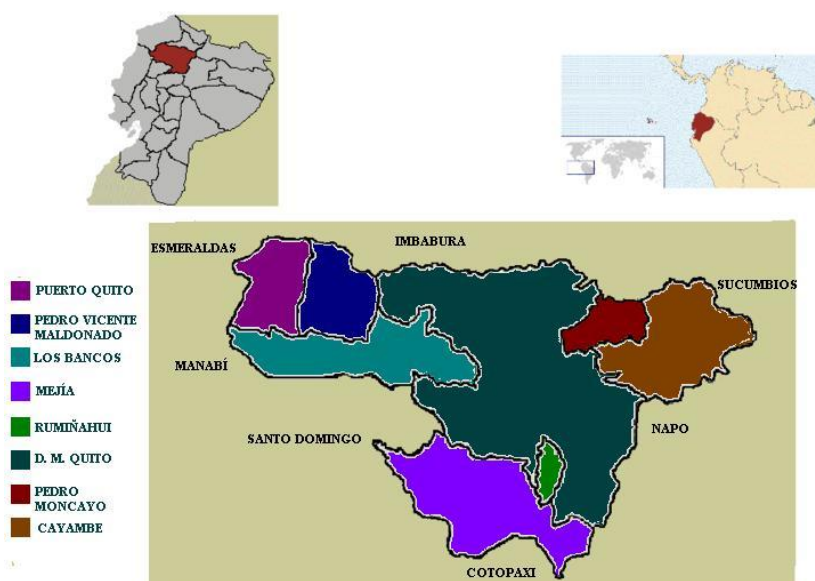 ESMERALDAS
IMBABURA
SUCUMBIOS
MANABÍ
SANTO DOMINGO
NAPO
COTOPAXI
PUERTO QUITO
PEDRO VICENTE
MALDONADO
LOS BANCOS
MEJÍA
RUMIÑAHUI
D. M. QUITO
PEDRO
MONCAYO
CAYAMBE